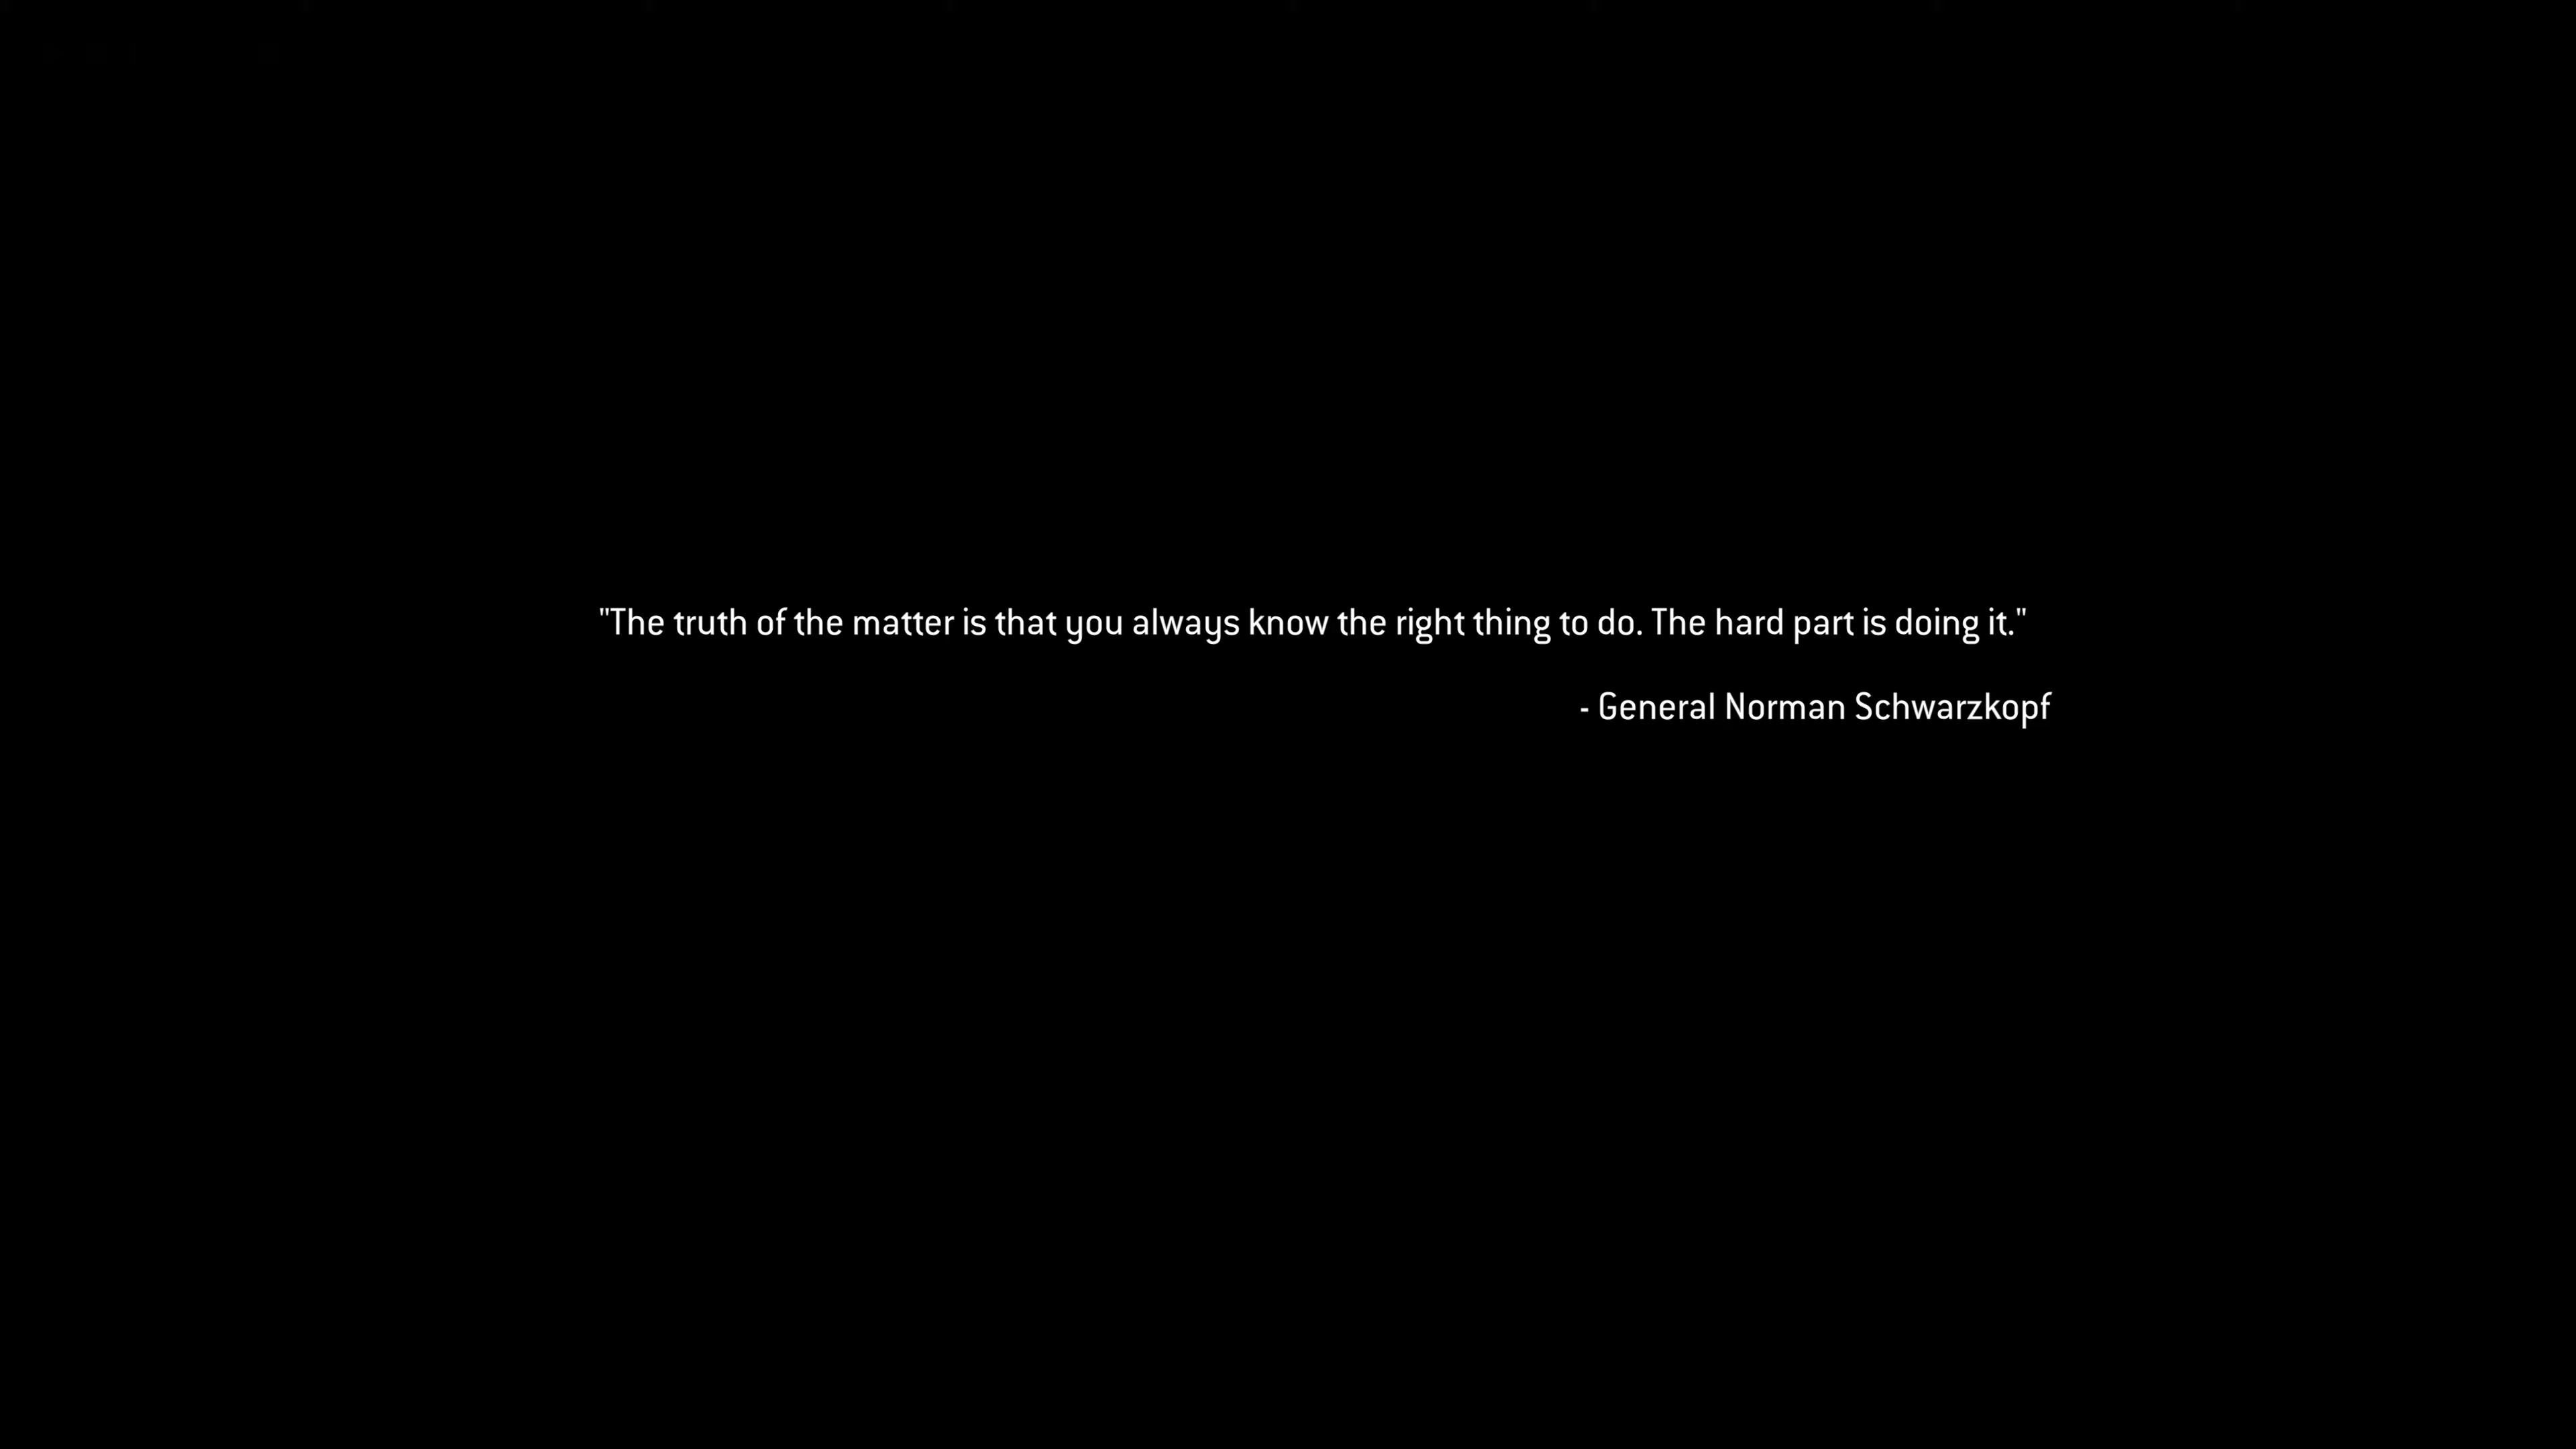 "The truth of the matter is that you always know the right thing to do. The hard part is doing it."
- General Norman Schwarzkopf